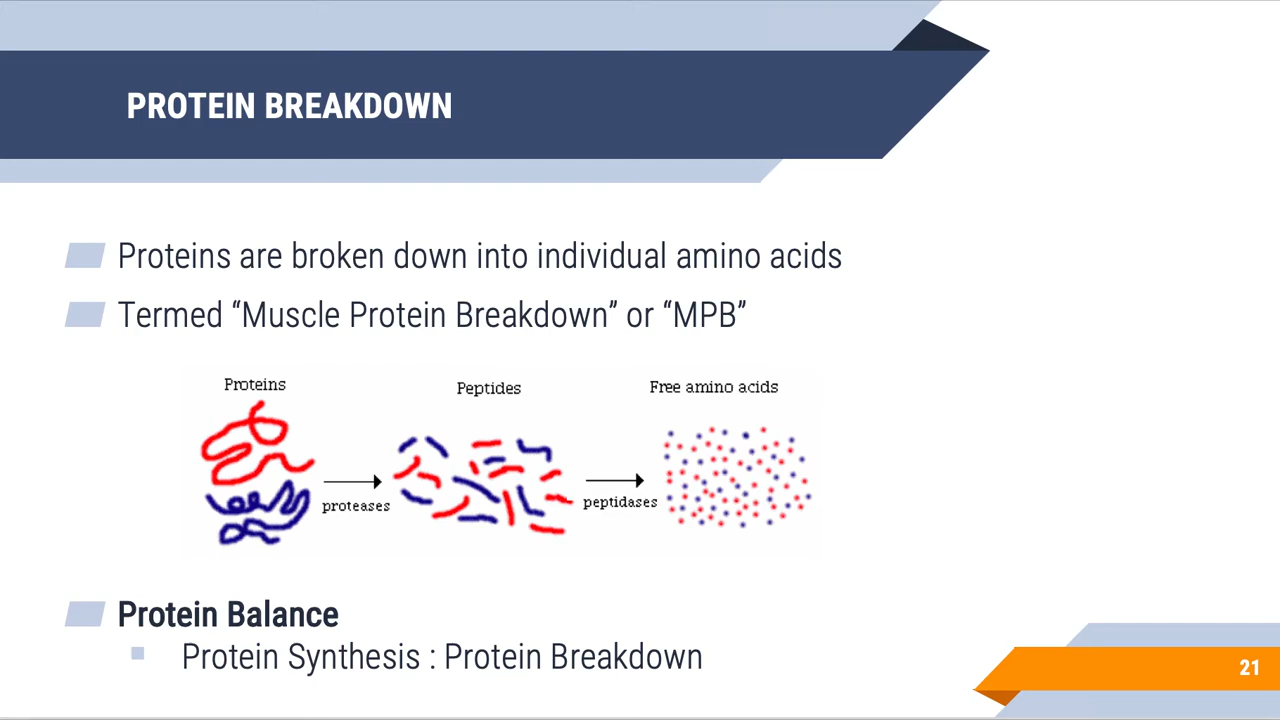 PROTEIN BREAKDOWN
Proteins are broken down into individual amino acids
Termed “Muscle Protein Breakdown” or “MPB”
Proteins
Peptides
Free amino acids
proteases
peptidases
Protein Balance
Protein Synthesis : Protein Breakdown
21